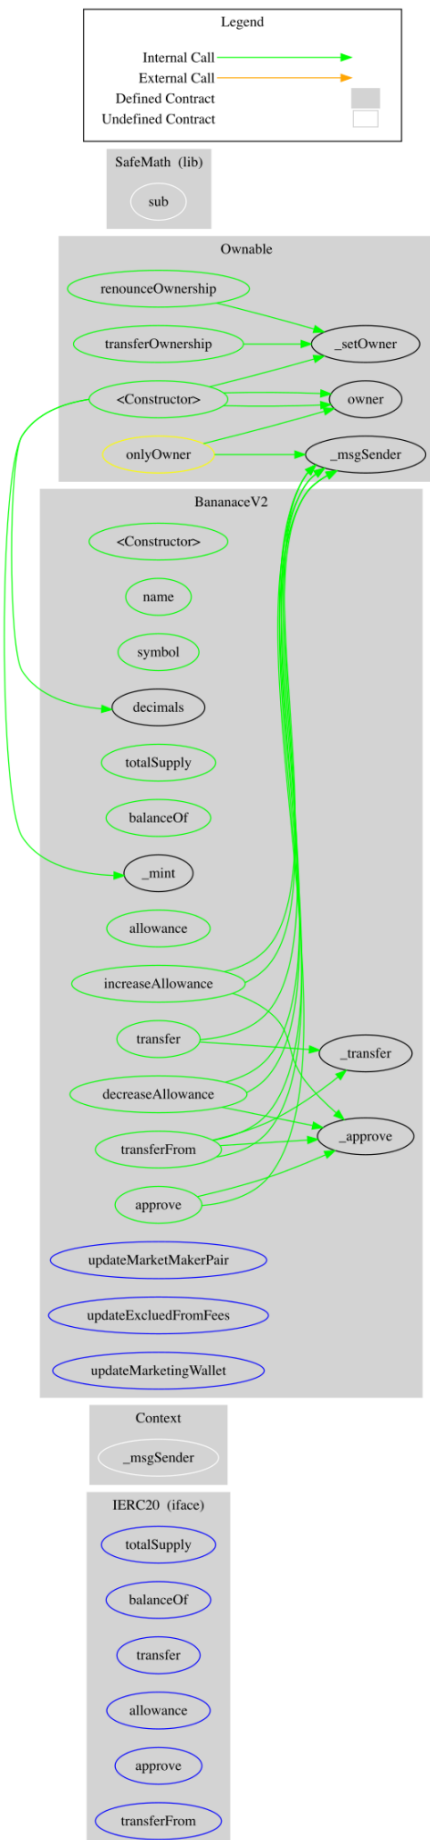 Legend
Internal Call
External Call
Defined Contract
Undefined Contract
SafeMath (lib)
sub
Ownable
renounceOwnership
transferOwnership
_setOwner
<Constructor>
owner
onlyOwner
_msgSender
BananaceV2
<Constructor>
name
symbol
decimals
totalSupply
balanceOf
_mint
allowance
increaseAllowance
transfer
_transfer
decreaseAllowance
transferFrom
_approve
approve
updateMarketMakerPair
updateExcluedFromFees
updateMarketingWallet
Context
_msgSender
IERC20 (iface)
totalSupply
balanceOf
transfer
allowance
approve
transferFrom